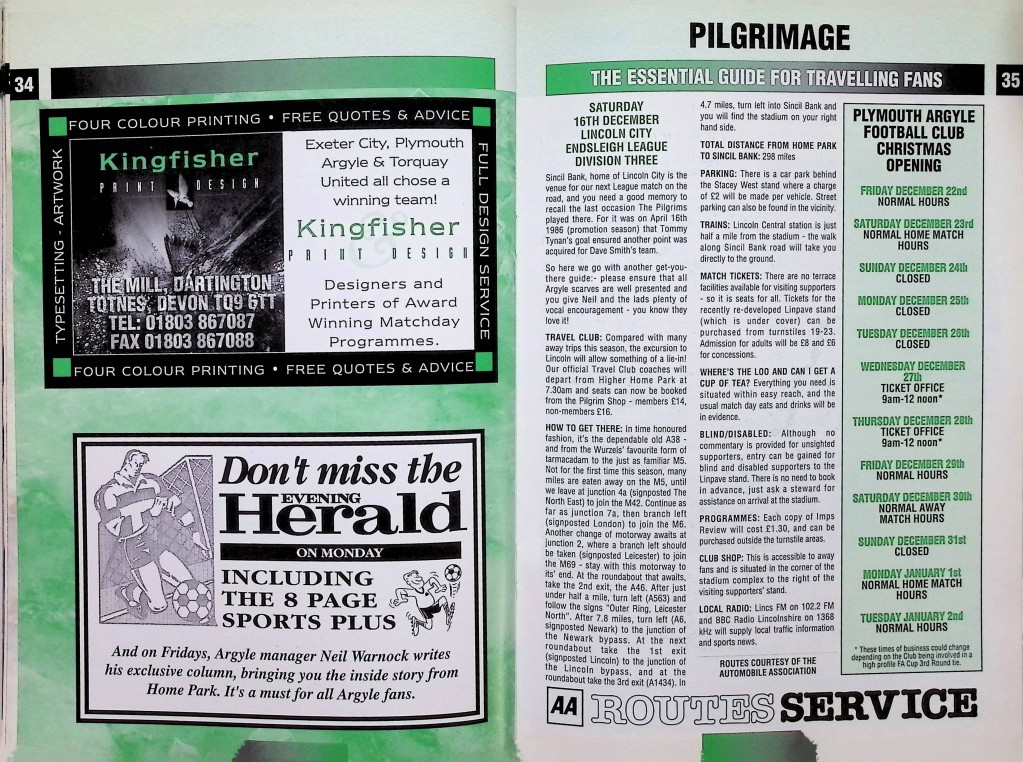 34
FOUR COLOUR PRINTING • FREE QUOTES & ADVICE
TYPESETTING - ARTWORK
Kingfisher
PRINT & DESIGN
THE MILL, DARTINGTON
TOTNES, DEVON TQ9 6TT
TEL: 01803 867087
FAX 01803 867088
Exeter City, Plymouth
Argyle & Torquay
United all chose a
winning team!
Kingfisher
PRINT & DESIGN
Designers and
Printers of Award
Winning Matchday
Programmes.
FULL DESIGN SERVICE
FOUR COLOUR PRINTING • FREE QUOTES & ADVICE
Don't miss the
EVENING
Herald
ON MONDAY
INCLUDING
THE 8 PAGE
SPORTS PLUS
And on Fridays, Argyle manager Neil Warnock writes
his exclusive column, bringing you the inside story from
Home Park. It's a must for all Argyle fans.
PILGRIMAGE
THE ESSENTIAL GUIDE FOR TRAVELLING FANS
35
SATURDAY
16TH DECEMBER
LINCOLN CITY
ENDSLEIGH LEAGUE
DIVISION THREE
Sincil Bank, home of Lincoln City is the
venue for our next League match on the
road, and you need a good memory to
recall the last occasion The Pilgrims
played there. For it was on April 16th
1986 (promotion season) that Tommy
Tynan's goal ensured another point was
acquired for Dave Smith's team.
So here we go with another get-you-
there guide:- please ensure that all
Argyle scarves are well presented and
you give Neil and the lads plenty of
vocal encouragement - you know they
love it!
TRAVEL CLUB: Compared with many
away trips this season, the excursion to
Lincoln will allow something of a lie-in!
Our official Travel Club coaches will
depart from Higher Home Park at
7.30am and seats can now be booked
from the Pilgrim Shop - members £14,
non-members £16.
HOW TO GET THERE: In time honoured
fashion, it's the dependable old A38 -
and from the Wurzels' favourite form of
tarmacadam to the just as familiar M5.
Not for the first time this season, many
miles are eaten away on the M5, until
we leave at junction 4a (signposted The
North East) to join the M42. Continue as
far as junction 7a, then branch left
(signposted London) to join the M6.
Another change of motorway awaits at
junction 2, where a branch left should
be taken (signposted Leicester) to join
the M69 - stay with this motorway to
its' end. At the roundabout that awaits,
take the 2nd exit, the A46. After just
under half a mile, turn left (A563) and
follow the signs "Outer Ring, Leicester
North". After 7.8 miles, turn left (A6,
signposted Newark) to the junction of
the Newark bypass. At the next
roundabout take the 1st exit
(signposted Lincoln) to the junction of
the Lincoln bypass, and at the
roundabout take the 3rd exit (A1434). In
4.7 miles, turn left into Sincil Bank and
you will find the stadium on your right
hand side.
TOTAL DISTANCE FROM HOME PARK
TO SINCIL BANK: 298 miles
PARKING: There is a car park behind
the Stacey West stand where a charge
of £2 will be made per vehicle. Street
parking can also be found in the vicinity.
TRAINS: Lincoln Central station is just
half a mile from the stadium - the walk
along Sincil Bank road will take you
directly to the ground.
MATCH TICKETS: There are no terrace
facilities available for visiting supporters
- so it is seats for all. Tickets for the
recently re-developed Linpave stand
(which is under cover) can be
purchased from turnstiles 19-23.
Admission for adults will be £8 and £6
for concessions.
WHERE'S THE LOO AND CAN I GET A
CUP OF TEA? Everything you need is
situated within easy reach, and the
usual match day eats and drinks will be
in evidence.
BLIND/DISABLED: Although no
commentary is provided for unsighted
supporters, entry can be gained for
blind and disabled supporters to the
Linpave stand. There is no need to book
in advance, just ask a steward for
assistance on arrival at the stadium.
PROGRAMMES: Each copy of Imps
Review will cost £1.30, and can be
purchased outside the turnstile areas.
CLUB SHOP: This is accessible to away
fans and is situated in the corner of the
stadium complex to the right of the
visiting supporters' stand.
LOCAL RADIO: Lincs FM on 102.2 FM
and BBC Radio Lincolnshire on 1368
kHz will supply local traffic information
and sports news.
ROUTES COURTESY OF THE
AUTOMOBILE ASSOCIATION
PLYMOUTH ARGYLE
FOOTBALL CLUB
CHRISTMAS
OPENING
FRIDAY DECEMBER 22nd
NORMAL HOURS
SATURDAY DECEMBER 23rd
NORMAL HOME MATCH
HOURS
SUNDAY DECEMBER 24th
CLOSED
MONDAY DECEMBER 25th
CLOSED
TUESDAY DECEMBER 26th
CLOSED
WEDNESDAY DECEMBER
27th
TICKET OFFICE
9am-12 noon*
THURSDAY DECEMBER 28th
TICKET OFFICE
9am-12 noon*
FRIDAY DECEMBER 29th
NORMAL HOURS
SATURDAY DECEMBER 30th
NORMAL AWAY
MATCH HOURS
SUNDAY DECEMBER 31st
CLOSED
MONDAY JANUARY 1st
NORMAL HOME MATCH
HOURS
TUESDAY JANUARY 2nd
NORMAL HOURS
* These times of business could change
depending on the Club being involved in a
high profile FA Cup 3rd Round tie.
AA ROUTES SERVICE